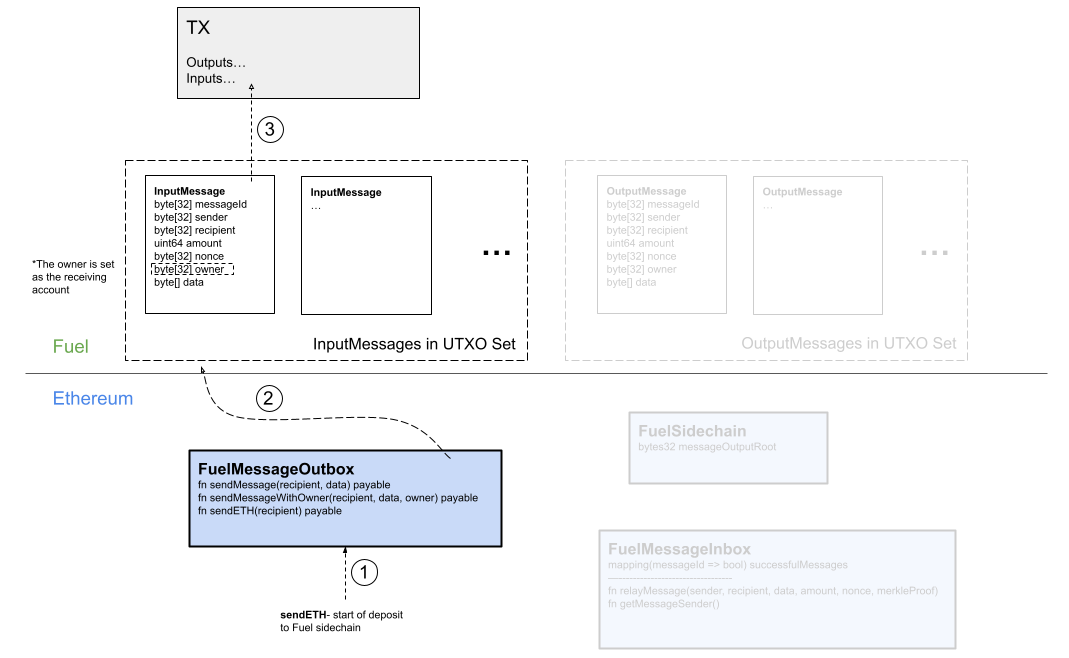 TX
Outputs…
Inputs…
3
InputMessage
byte[32] messageId
byte[32] sender
byte[32] recipient
uint64 amount
byte[32] nonce
byte[32] owner
byte[] data
InputMessage
…
...
InputMessages in UTXO Set
OutputMessage
byte[32] messageId
byte[32] sender
byte[32] recipient
uint64 amount
byte[32] nonce
byte[32] owner
byte[] data
OutputMessage
…
...
OutputMessages in UTXO Set
*The owner is set
as the receiving
account
Fuel
Ethereum
2
FuelMessageOutbox
fn sendMessage(recipient, data) payable
fn sendMessageWithOwner(recipient, data, owner) payable
fn sendETH(recipient) payable
1
sendETH- start of deposit
to Fuel sidechain
FuelSidechain
bytes32 messageOutputRoot
FuelMessageInbox
mapping(messageId => bool) successfulMessages
----------------------------------
fn relayMessage(sender, recipient, data, amount, nonce, merkleProof)
fn getMessageSender()